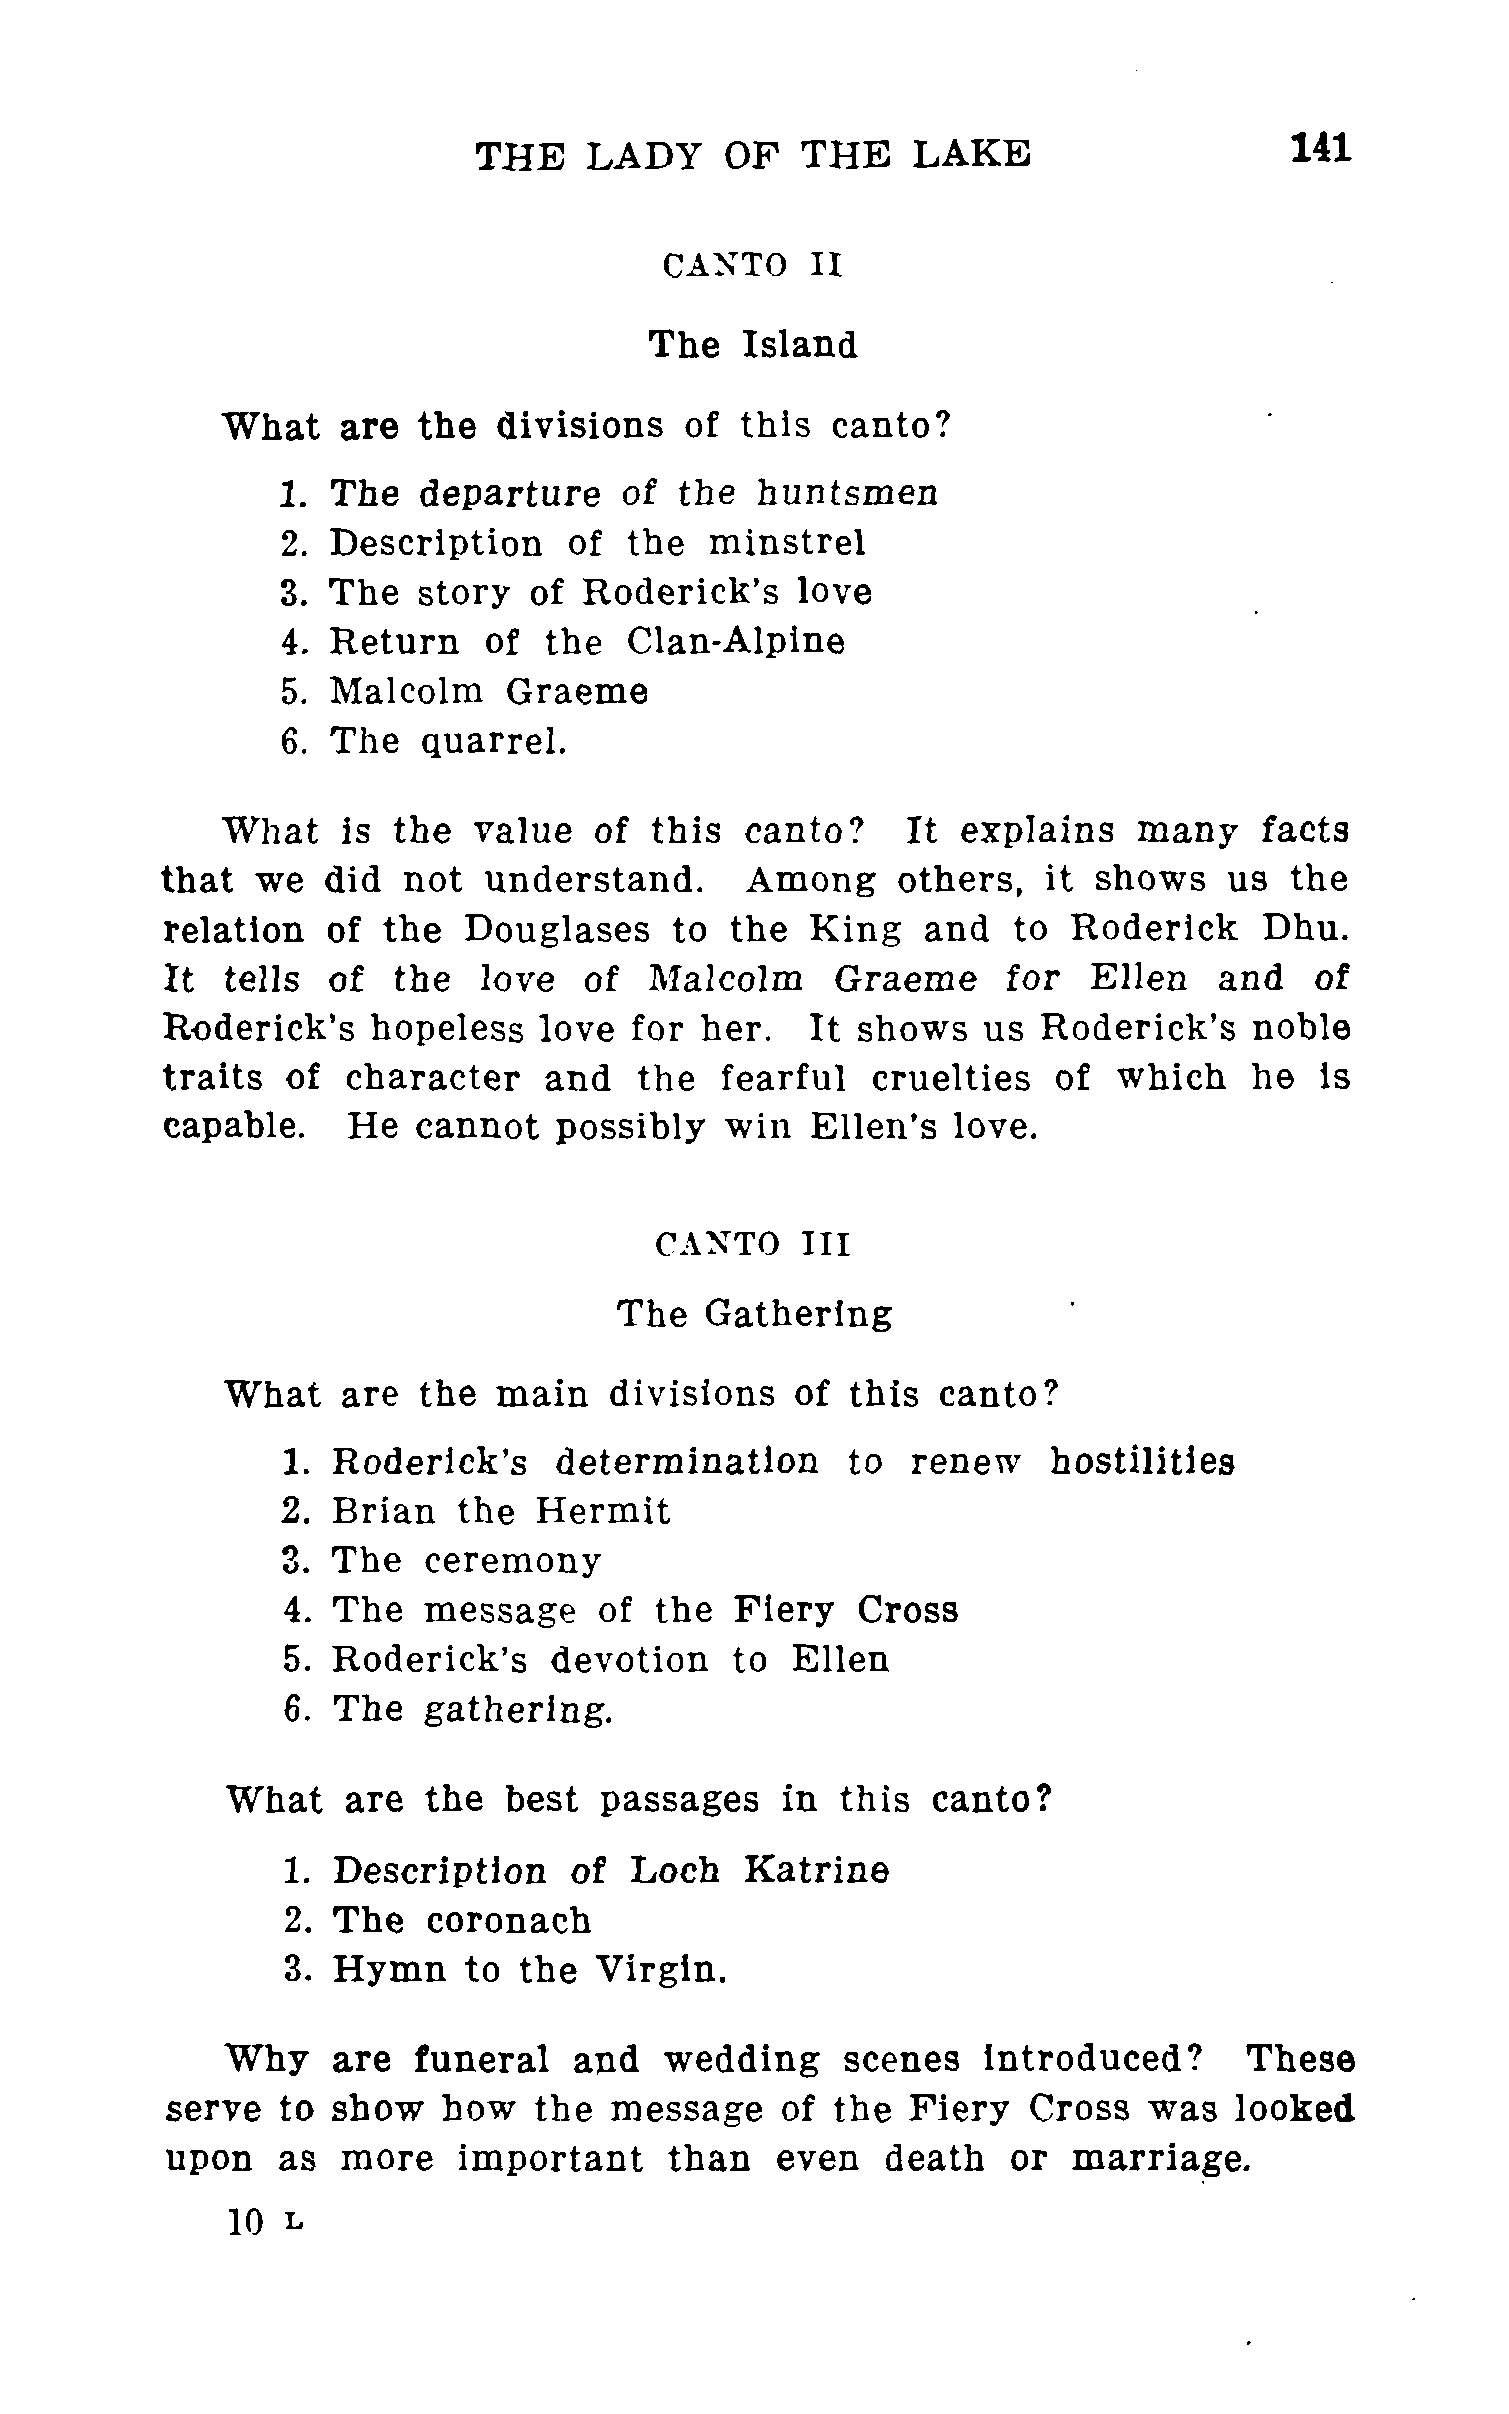 THE LADY OF THE LAKE 141
CANTO II
The Island
What are the divisions of this canto?
1. The departure of the huntsmen
2. Description of the minstrel
3. The story of Roderick's love
4. Return of the Clan-Alpine
5. Malcolm Graeme
6. The quarrel.
What is the value of this canto? It explains many facts
that we did not understand. Among others, it shows us the
relation of the Douglases to the King and to Roderick Dhu.
It tells of the love of Malcolm Graeme for Ellen and of
Roderick's hopeless love for her. It shows us Roderick's noble
traits of character and the fearful cruelties of which he is
capable. He cannot possibly win Ellen's love.
CANTO III
The Gathering
What are the main divisions of this canto?
1. Roderick's determination to renew hostilities
2. Brian the Hermit
3. The ceremony
4. The message of the Fiery Cross
5. Roderick's devotion to Ellen
6. The gathering.
What are the best passages in this canto?
1. Description of Loch Katrine
2. The coronach
3. Hymn to the Virgin.
Why are funeral and wedding scenes introduced? These
serve to show how the message of the Fiery Cross was looked
upon as more important than even death or marriage.
10 L